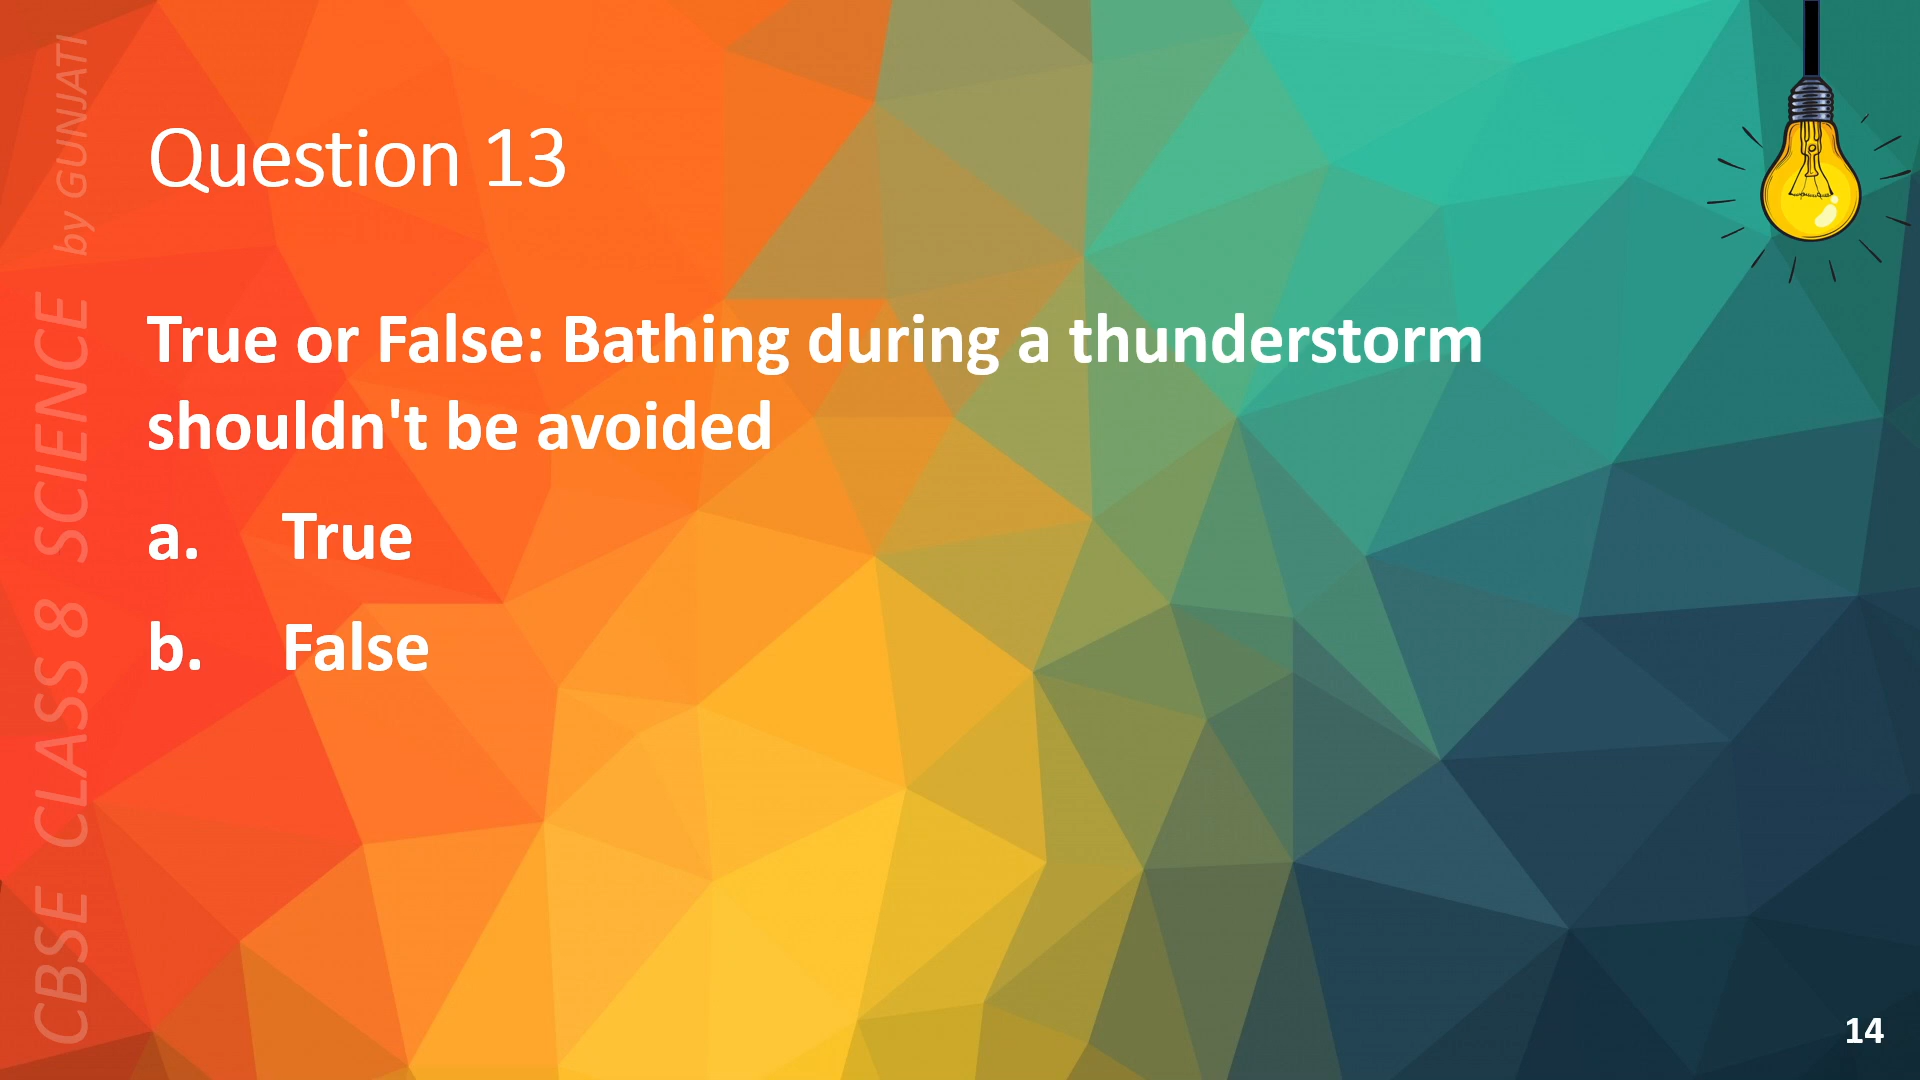 CBSE CLASS 8 SCIENCE by GUNJATI
Question 13
True or False: Bathing during a thunderstorm
shouldn't be avoided
a. True
b. False
14